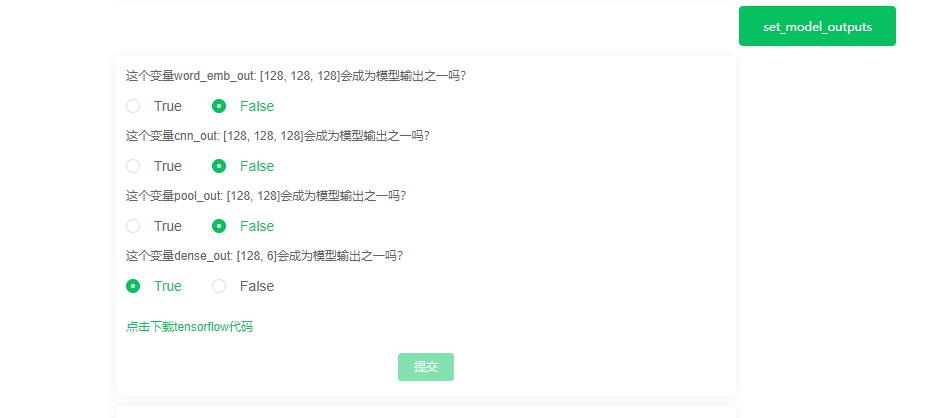 set_model_outputs
这个变量word_emb_out: [128, 128, 128]会成为模型输出之一吗?
True False
这个变量cnn_out: [128, 128, 128]会成为模型输出之一吗?
True False
这个变量pool_out: [128, 128]会成为模型输出之一吗?
True False
这个变量dense_out: [128, 6]会成为模型输出之一吗?
True False
点击下载tensorflow代码
提交